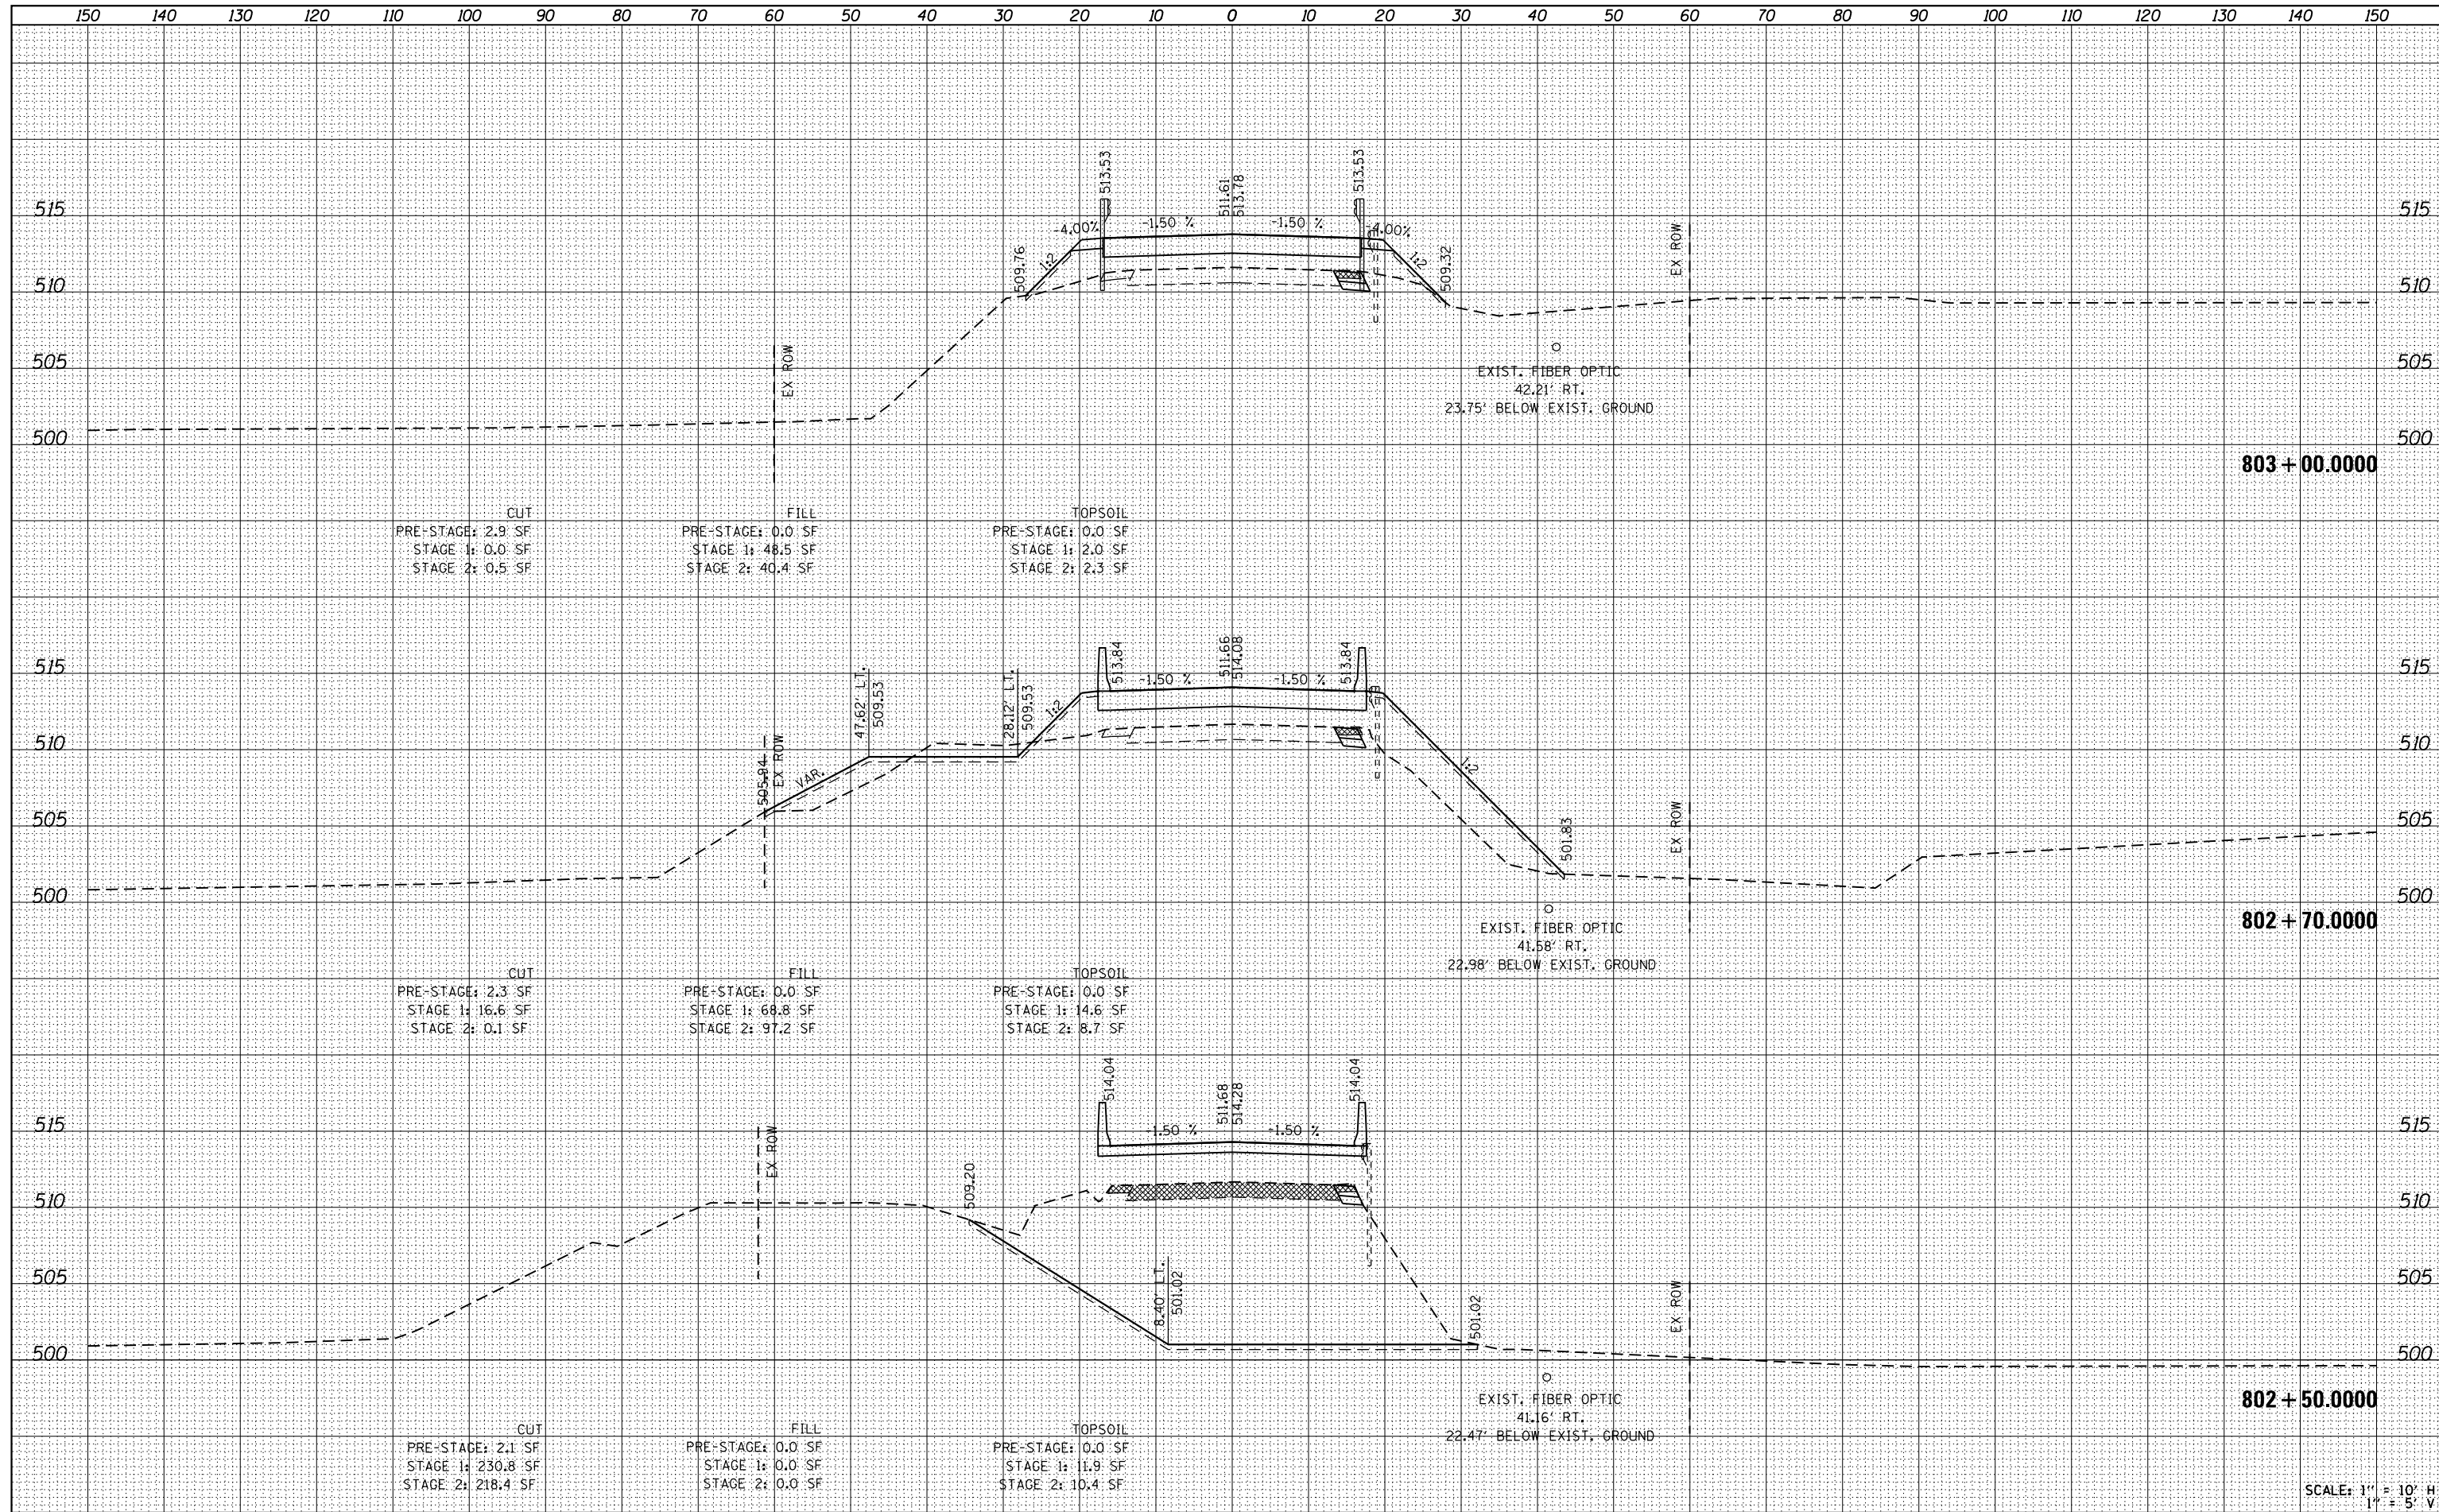 150 140 130 120 110 100 90 80 70 60 50 40 30 20 10 0 10 20 30 40 50 60 70 80 90 100 110 120 130 140 150
513.53
511.61
513.78
513.53
515
-4.00%
-1.50 %
-1.50 %
-4.00%
515
509.76
1:2
1:2
509.32
EX ROW
510
510
EX ROW
505
505
EXIST. FIBER OPTIC
42.21' RT.
23.75' BELOW EXIST. GROUND
500
500
803+00.0000
CUT
PRE-STAGE: 2.9 SF
STAGE 1: 0.0 SF
STAGE 2: 0.5 SF
FILL
PRE-STAGE: 0.0 SF
STAGE 1: 48.5 SF
STAGE 2: 40.4 SF
TOPSOIL
PRE-STAGE: 0.0 SF
STAGE 1: 2.0 SF
STAGE 2: 2.3 SF
513.84
511.66
514.08
513.84
515
-1.50 %
-1.50 %
515
47.62' LT.
509.53
28.12' LT.
509.53
1:2
1:2
510
510
505.94
EX ROW
VAR.
501.83
EX ROW
505
505
500
500
EXIST. FIBER OPTIC
41.58' RT.
22.98' BELOW EXIST. GROUND
802+70.0000
CUT
PRE-STAGE: 2.3 SF
STAGE 1: 16.6 SF
STAGE 2: 0.1 SF
FILL
PRE-STAGE: 0.0 SF
STAGE 1: 68.8 SF
STAGE 2: 97.2 SF
TOPSOIL
PRE-STAGE: 0.0 SF
STAGE 1: 14.6 SF
STAGE 2: 8.7 SF
514.04
511.68
514.28
514.04
515
-1.50 %
-1.50 %
515
EX ROW
509.20
510
510
8.40' LT.
501.02
501.02
EX ROW
505
505
500
500
EXIST. FIBER OPTIC
41.16' RT.
22.47' BELOW EXIST. GROUND
802+50.0000
CUT
PRE-STAGE: 2.1 SF
STAGE 1: 230.8 SF
STAGE 2: 218.4 SF
FILL
PRE-STAGE: 0.0 SF
STAGE 1: 0.0 SF
STAGE 2: 0.0 SF
TOPSOIL
PRE-STAGE: 0.0 SF
STAGE 1: 11.9 SF
STAGE 2: 10.4 SF
SCALE: 1" = 10' H
1" = 5' V